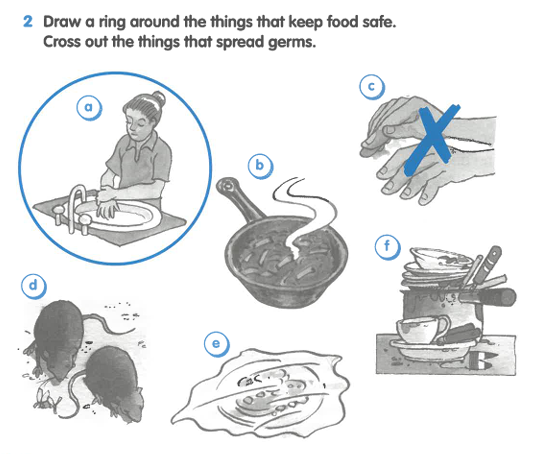 2 Draw a ring around the things that keep food safe.
Cross out the things that spread germs.
a
b
c
d
e
f